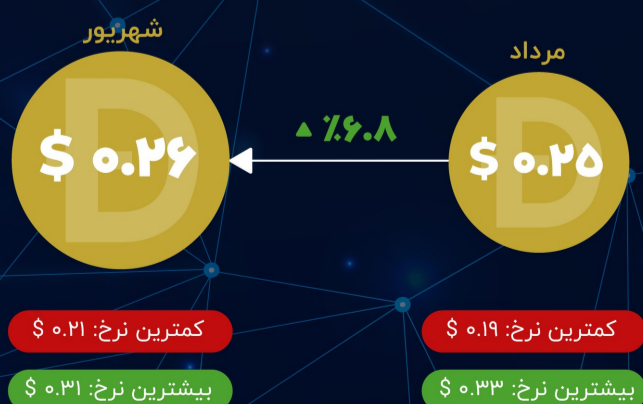 مرداد
$ ۰.۲۵
▲ ٪۶.۸
شهریور
$ ۰.۲۶
کمترین نرخ: ۰.۱۹ $
بیشترین نرخ: ۰.۳۳ $
کمترین نرخ: ۰.۲۱ $
بیشترین نرخ: ۰.۳۱ $